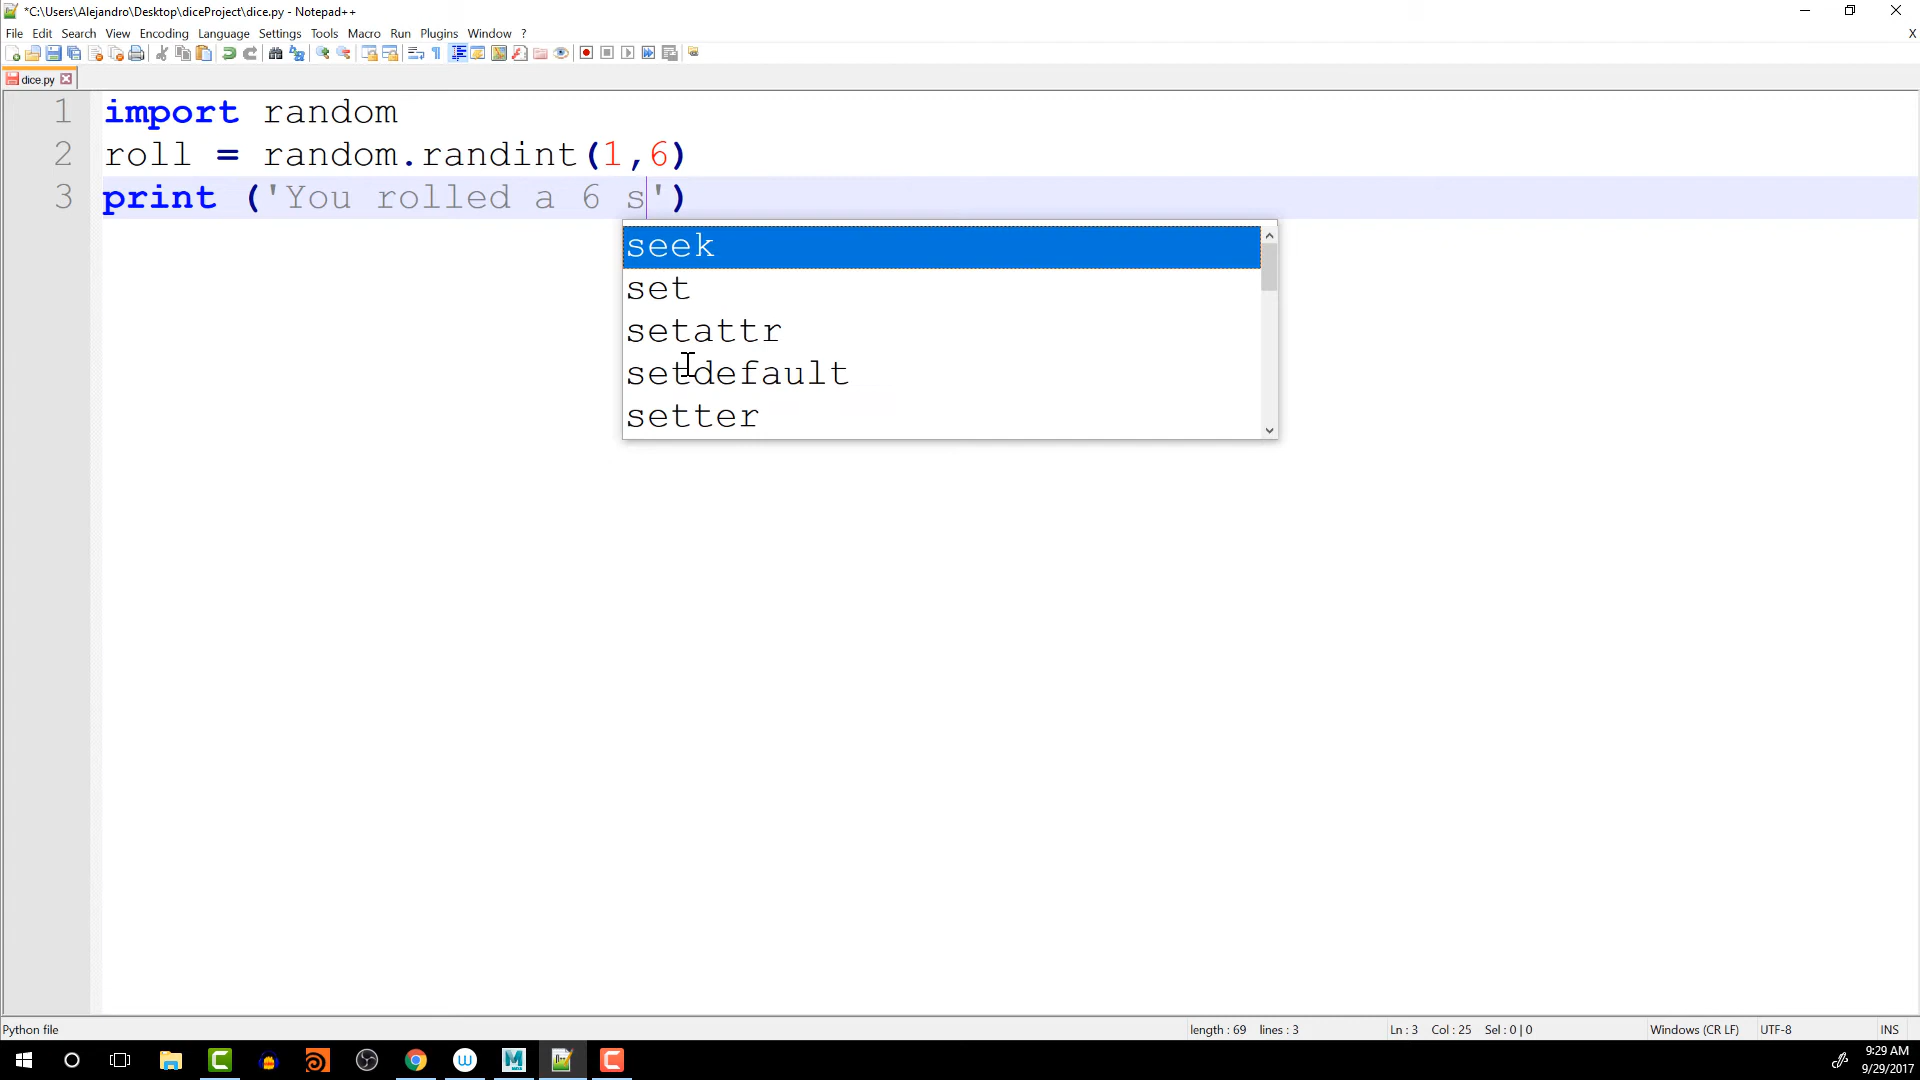 *C:\Users\Alejandro\Desktop\diceProject\dice.py - Notepad++
File Edit Search View Encoding Language Settings Tools Macro Run Plugins Window ? X
dice.py
1 import random
2 roll = random.randint(1,6)
3 print ('You rolled a 6 s')
seek
set
setattr
setdefault
setter
Python file length : 69 lines : 3 Ln : 3 Col : 25 Sel : 0 | 0 Windows (CR LF) UTF-8 INS
9:29 AM
9/29/2017